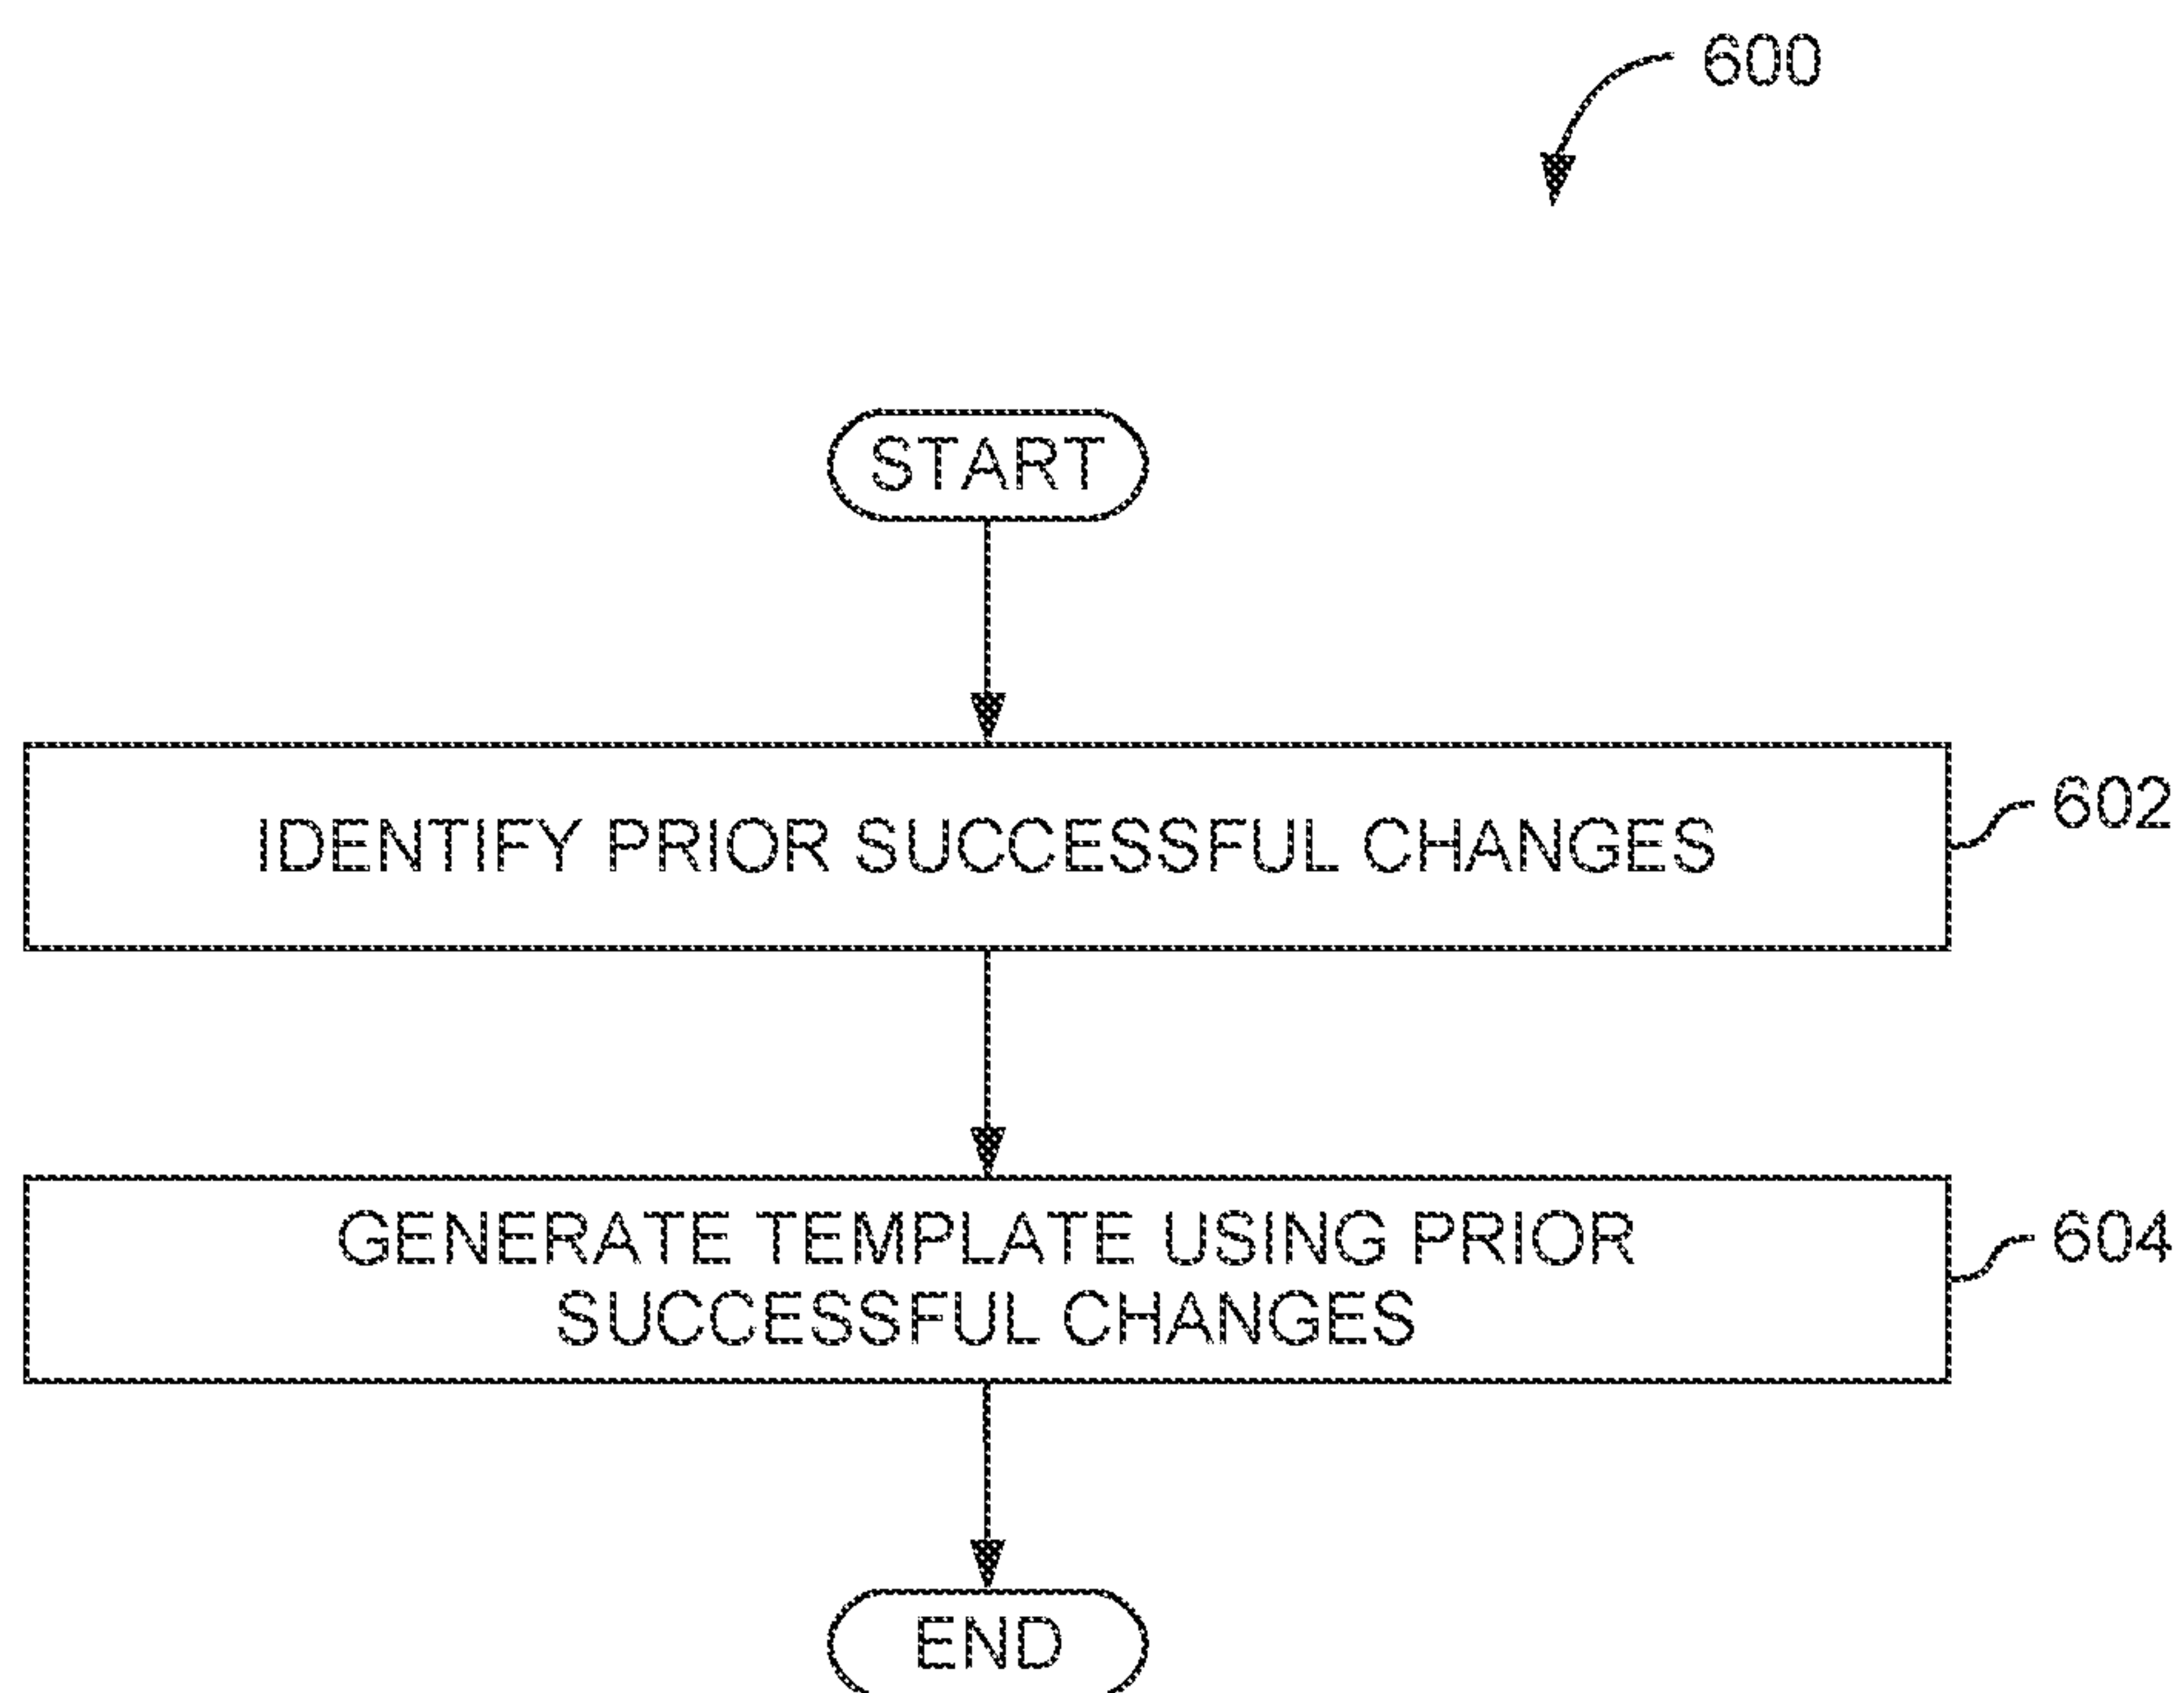 600
START
IDENTIFY PRIOR SUCCESSFUL CHANGES
602
GENERATE TEMPLATE USING PRIOR
SUCCESSFUL CHANGES
604
END